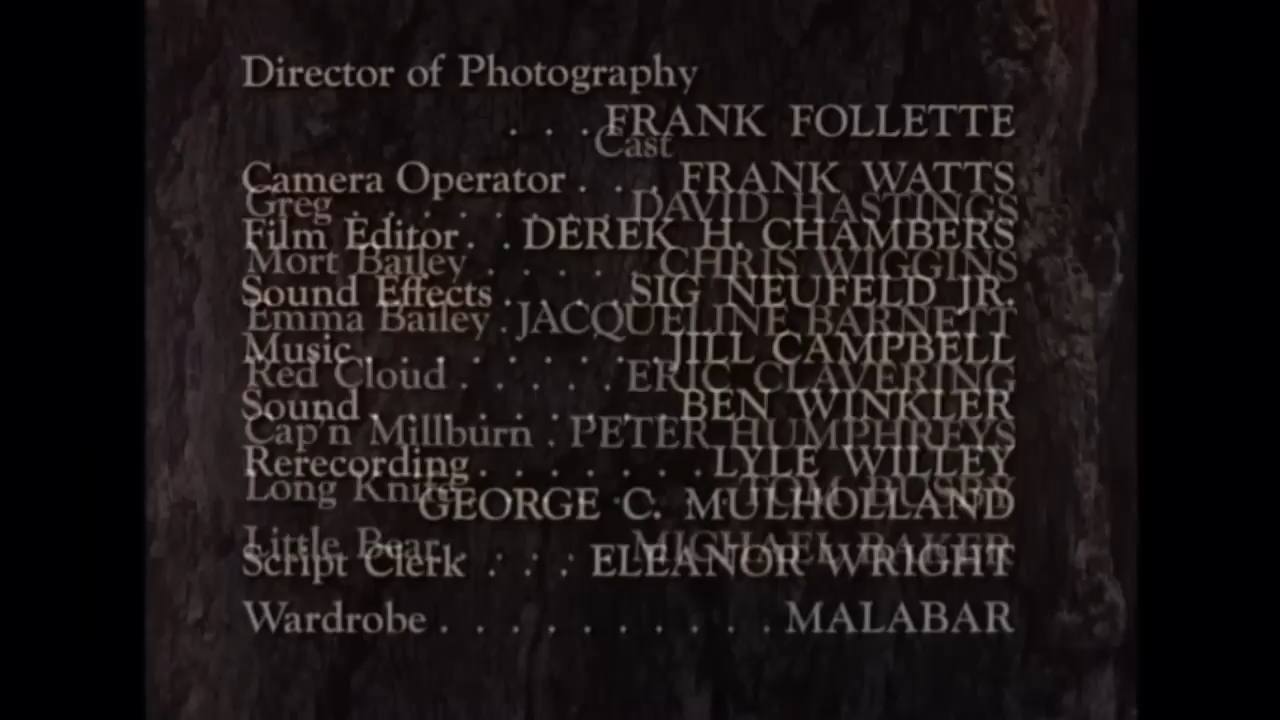 Director of Photography
. . . FRANK FOLLETTE
Cast
Camera Operator . . . FRANK WATTS
Greg . . . . . . . . DAVID HASTINGS
Film Editor . . DEREK H. CHAMBERS
Mort Bailey . . . . . CHRIS WIGGINS
Sound Effects . . . . SIG NEUFELD JR.
Emma Bailey . JACQUELINE BARNETT
Music . . . . . . . . . JILL CAMPBELL
Red Cloud . . . . . ERIC CLAVERING
Sound . . . . . . . . . BEN WINKLER
Cap'n Millburn . PETER HUMPHREYS
Rerecording . . . . . . . LYLE WILLEY
Long Knife . . . . . . . TOM BUSBY
GEORGE C. MULHOLLAND
Little Bear . . . . . MICHAEL BAKER
Script Clerk . . . ELEANOR WRIGHT
Wardrobe . . . . . . . . . . MALABAR